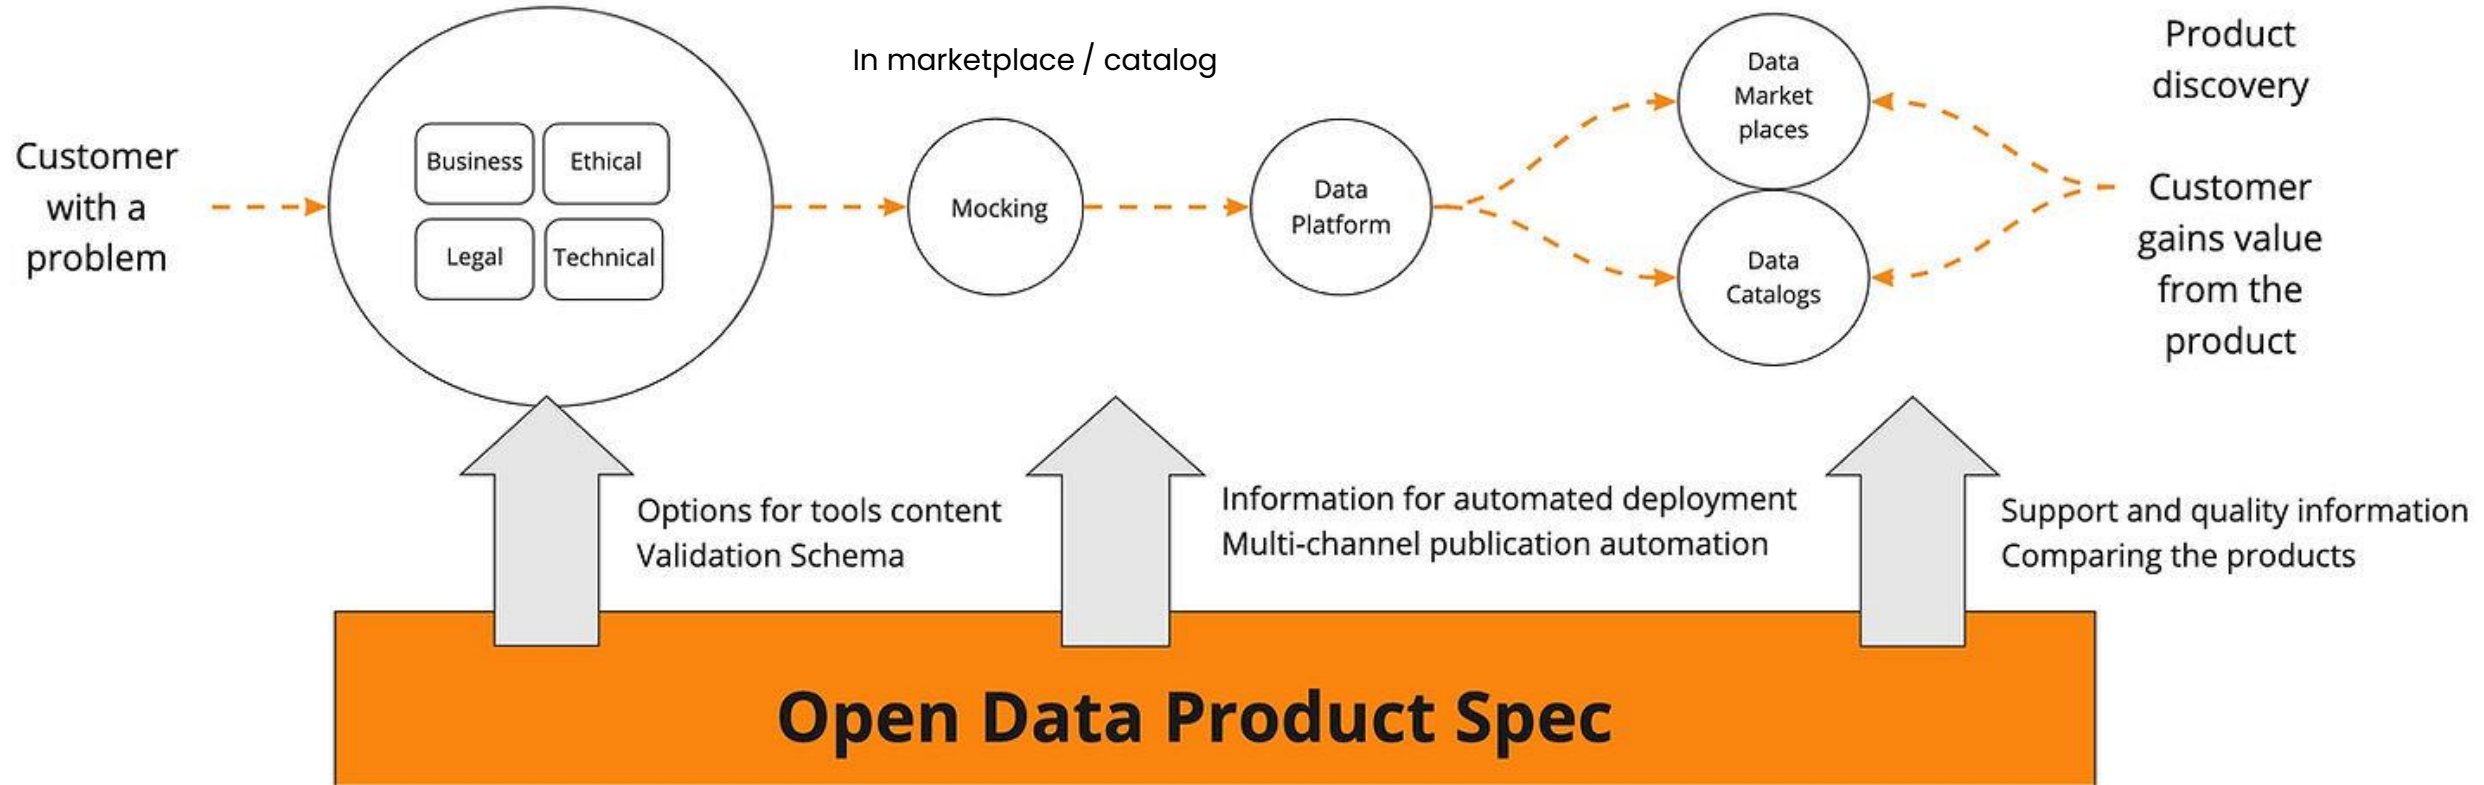 Customer
with a
problem
Business
Ethical
Legal
Technical
In marketplace / catalog
Mocking
Data
Platform
Data
Market
places
Data
Catalogs
Product
discovery
Customer
gains value
from the
product
Options for tools content
Validation Schema
Information for automated deployment
Multi-channel publication automation
Support and quality information
Comparing the products
Open Data Product Spec